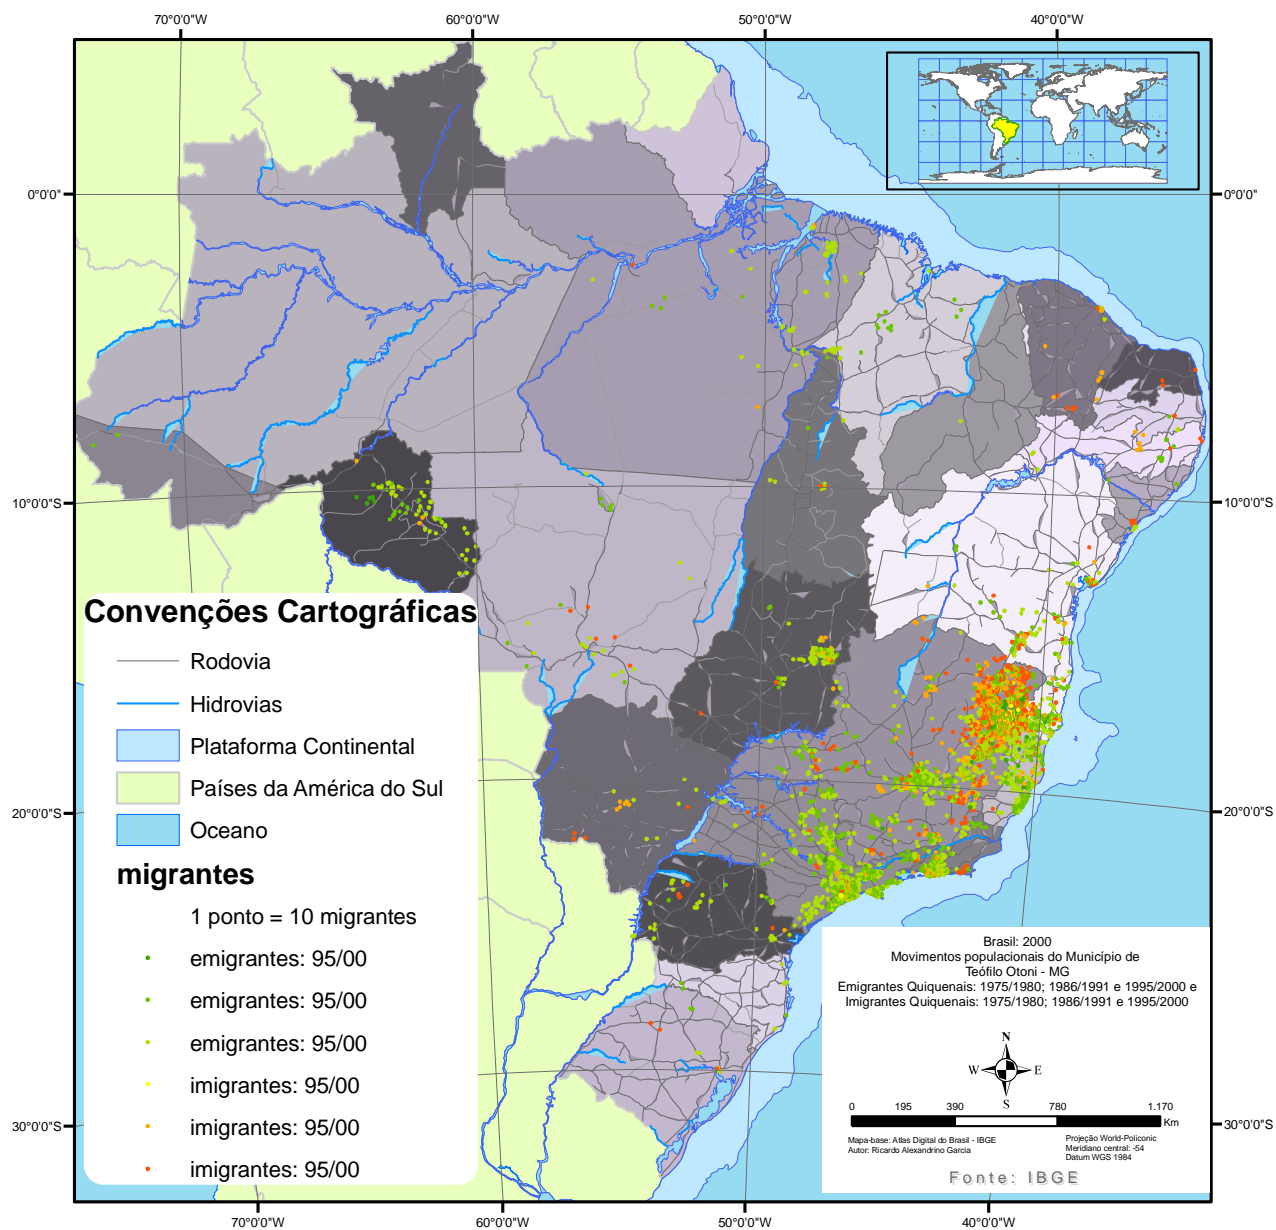 70°0'0"W 60°0'0"W 50°0'0"W 40°0'0"W
0°0'0" 0°0'0"
10°0'0"S 10°0'0"S
Convenções Cartográficas
Rodovia
Hidrovias
Plataforma Continental
Países da América do Sul
Oceano
migrantes
1 ponto = 10 migrantes
emigrantes: 95/00
emigrantes: 95/00
emigrantes: 95/00
imigrantes: 95/00
imigrantes: 95/00
imigrantes: 95/00
20°0'0"S 20°0'0"S
Brasil: 2000
Movimentos populacionais do Município de
Teófilo Otoni - MG
Emigrantes Quiquenais: 1975/1980; 1986/1991 e 1995/2000 e
Imigrantes Quiquenais: 1975/1980; 1986/1991 e 1995/2000
N
W E
S
0 195 390 780 1.170
Km
Mapa-base: Atlas Digital do Brasil - IBGE
Autor: Ricardo Alexandrino Garcia
Projeção World-Policonic
Meridiano central: -54
Datum WGS 1984
Fonte: IBGE
30°0'0"S 30°0'0"S
70°0'0"W 60°0'0"W 50°0'0"W 40°0'0"W